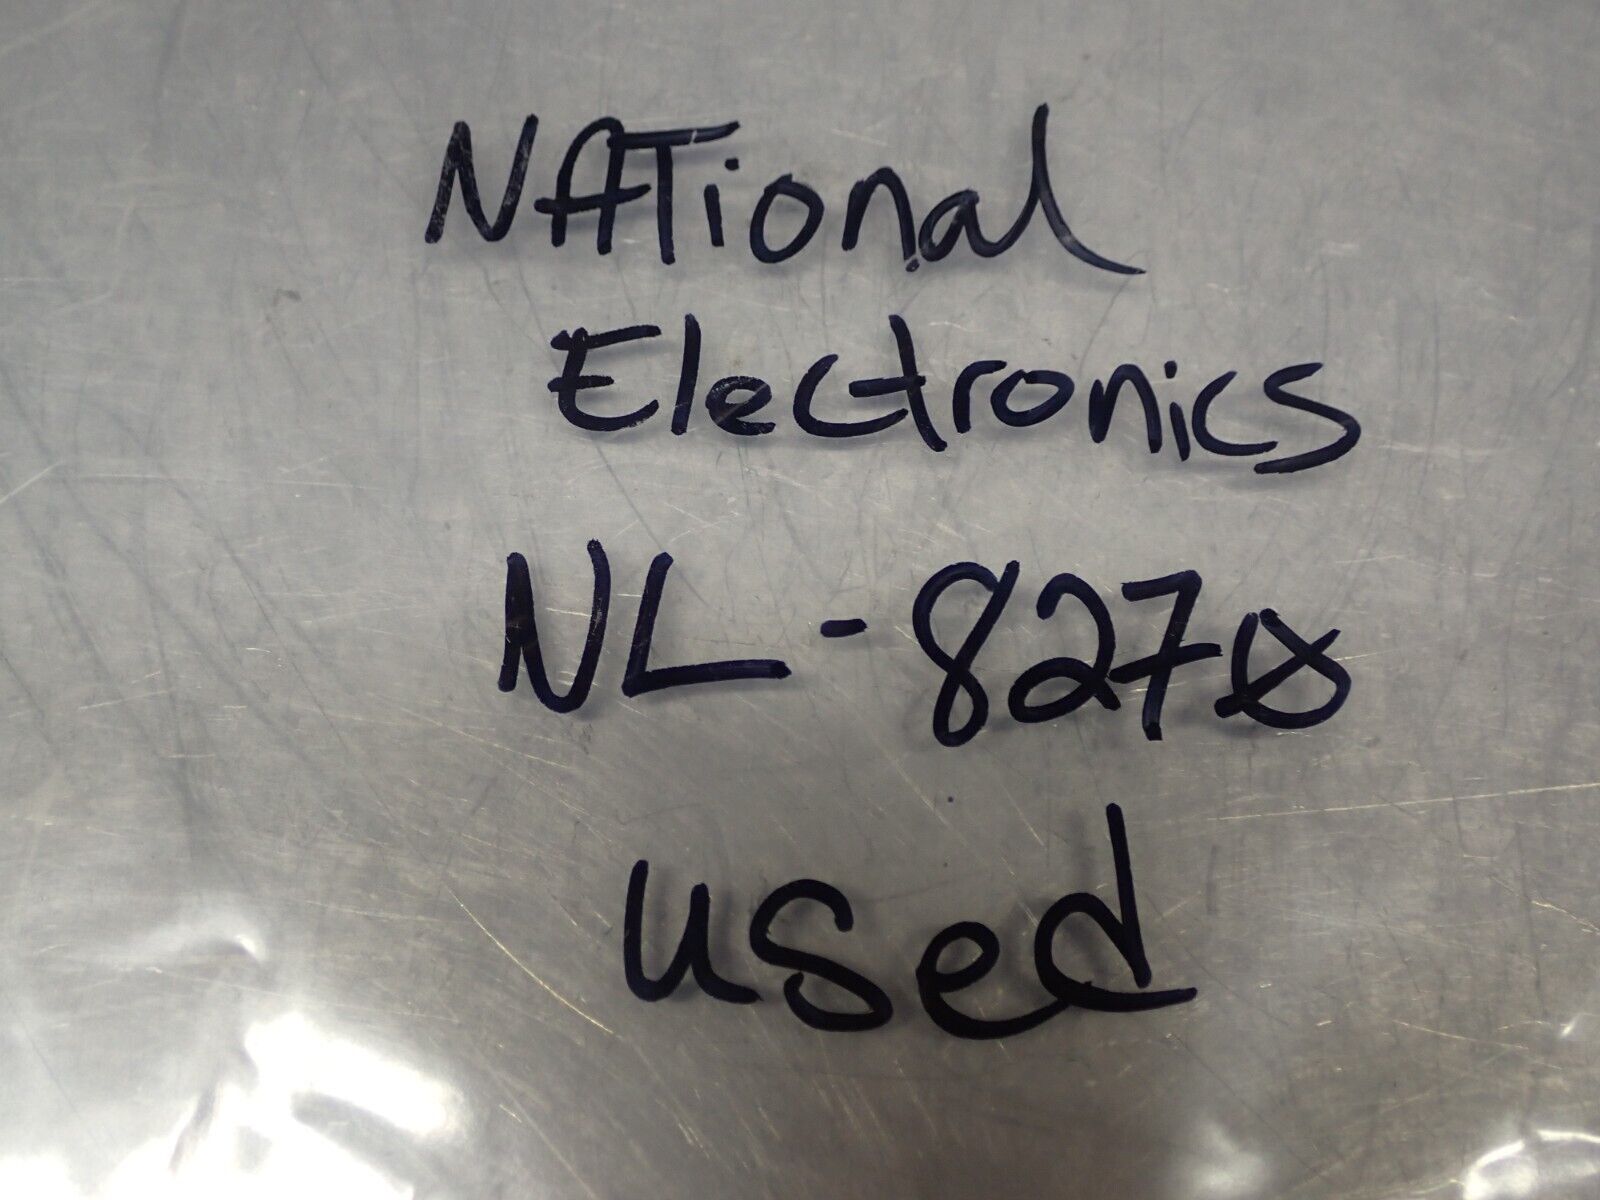 NATional
Electronics
NL-8270
used